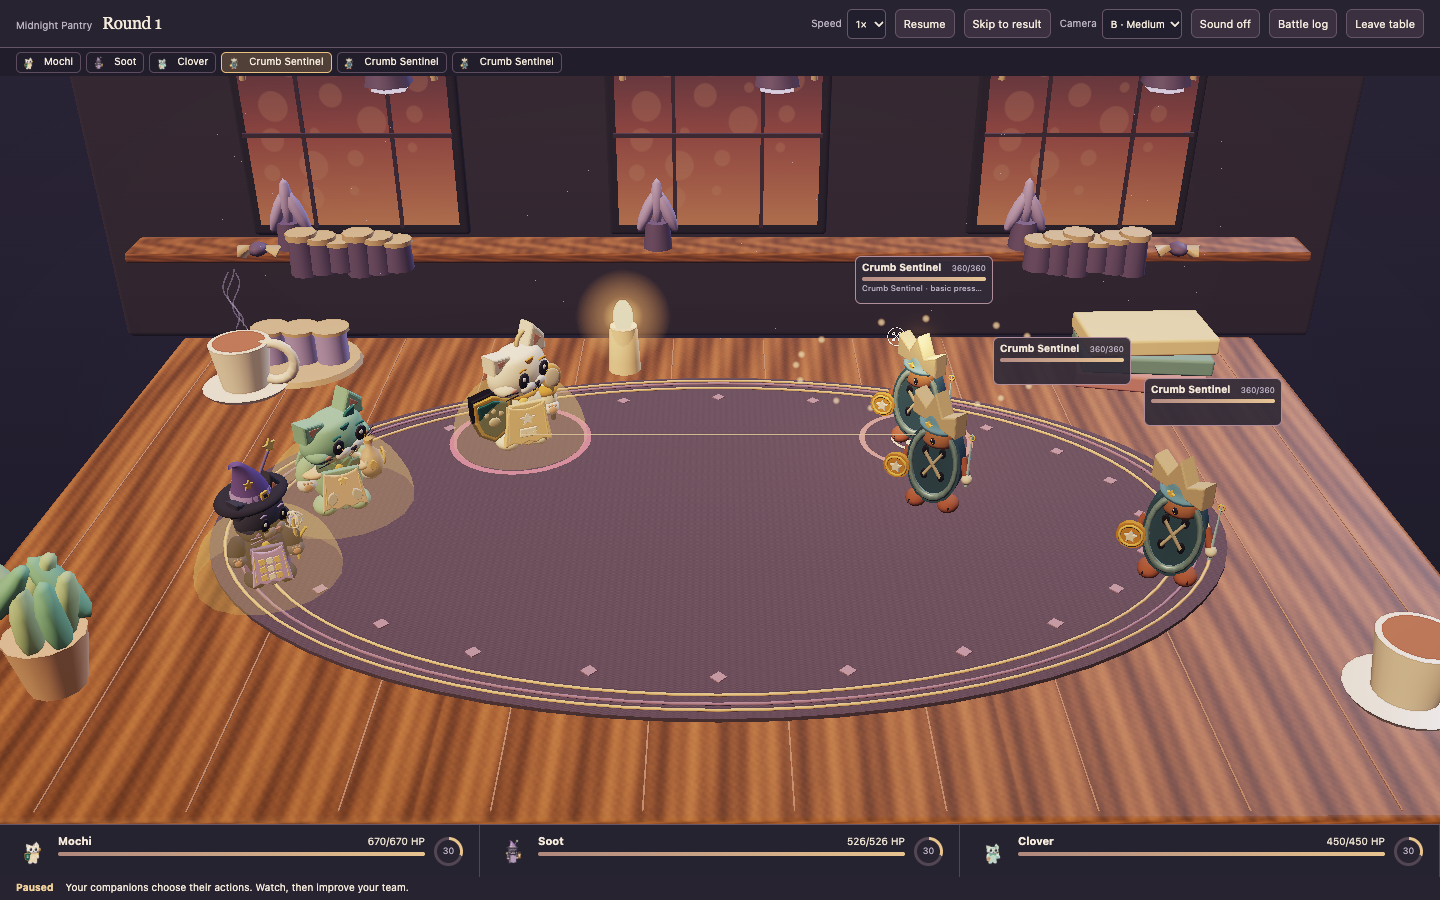 Midnight Pantry Round 1
Speed 1x Resume Skip to result Camera B · Medium Sound off Battle log Leave table
Mochi Soot Clover Crumb Sentinel Crumb Sentinel Crumb Sentinel
Crumb Sentinel 360/360
Crumb Sentinel · basic press...
Crumb Sentinel 360/360
Crumb Sentinel 360/360
Mochi 670/670 HP 30
Soot 526/526 HP 30
Clover 450/450 HP 30
Paused Your companions choose their actions. Watch, then improve your team.